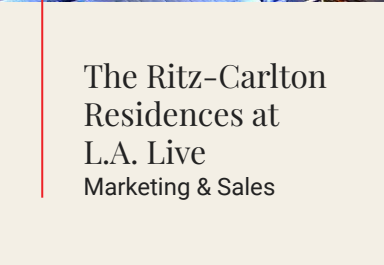 The Ritz-Carlton
Residences at
L.A. Live
Marketing & Sales